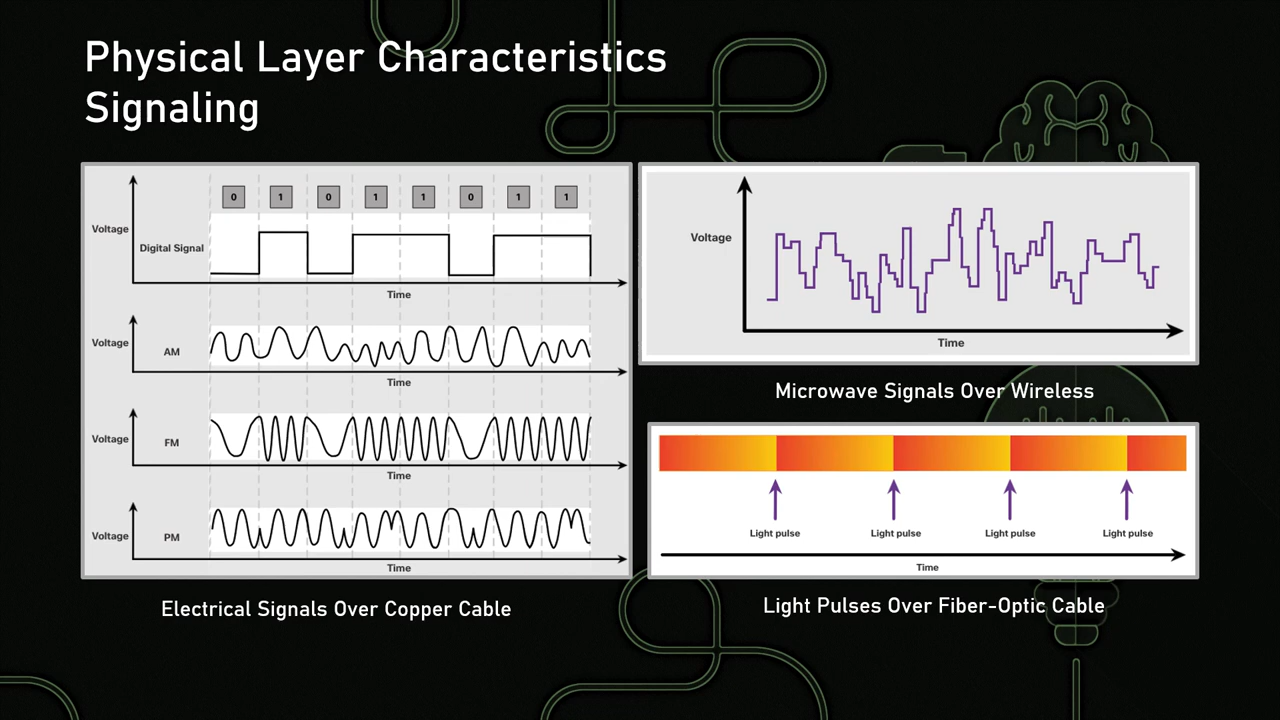 Physical Layer Characteristics
Signaling
0 1 0 1 1 0 1 1
Voltage
Digital Signal
Time
Voltage
AM
Time
Voltage
FM
Time
Voltage
PM
Time
Electrical Signals Over Copper Cable
Voltage
Time
Microwave Signals Over Wireless
Light pulse Light pulse Light pulse Light pulse
Time
Light Pulses Over Fiber-Optic Cable